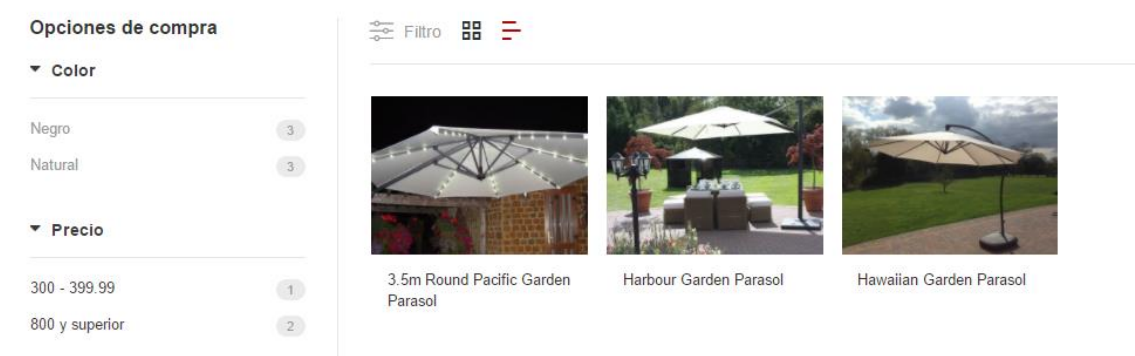 Opciones de compra
Color
Negro 3
Natural 3
Precio
300 - 399.99 1
800 y superior 2
Filtro
3.5m Round Pacific Garden
Parasol
Harbour Garden Parasol
Hawaiian Garden Parasol